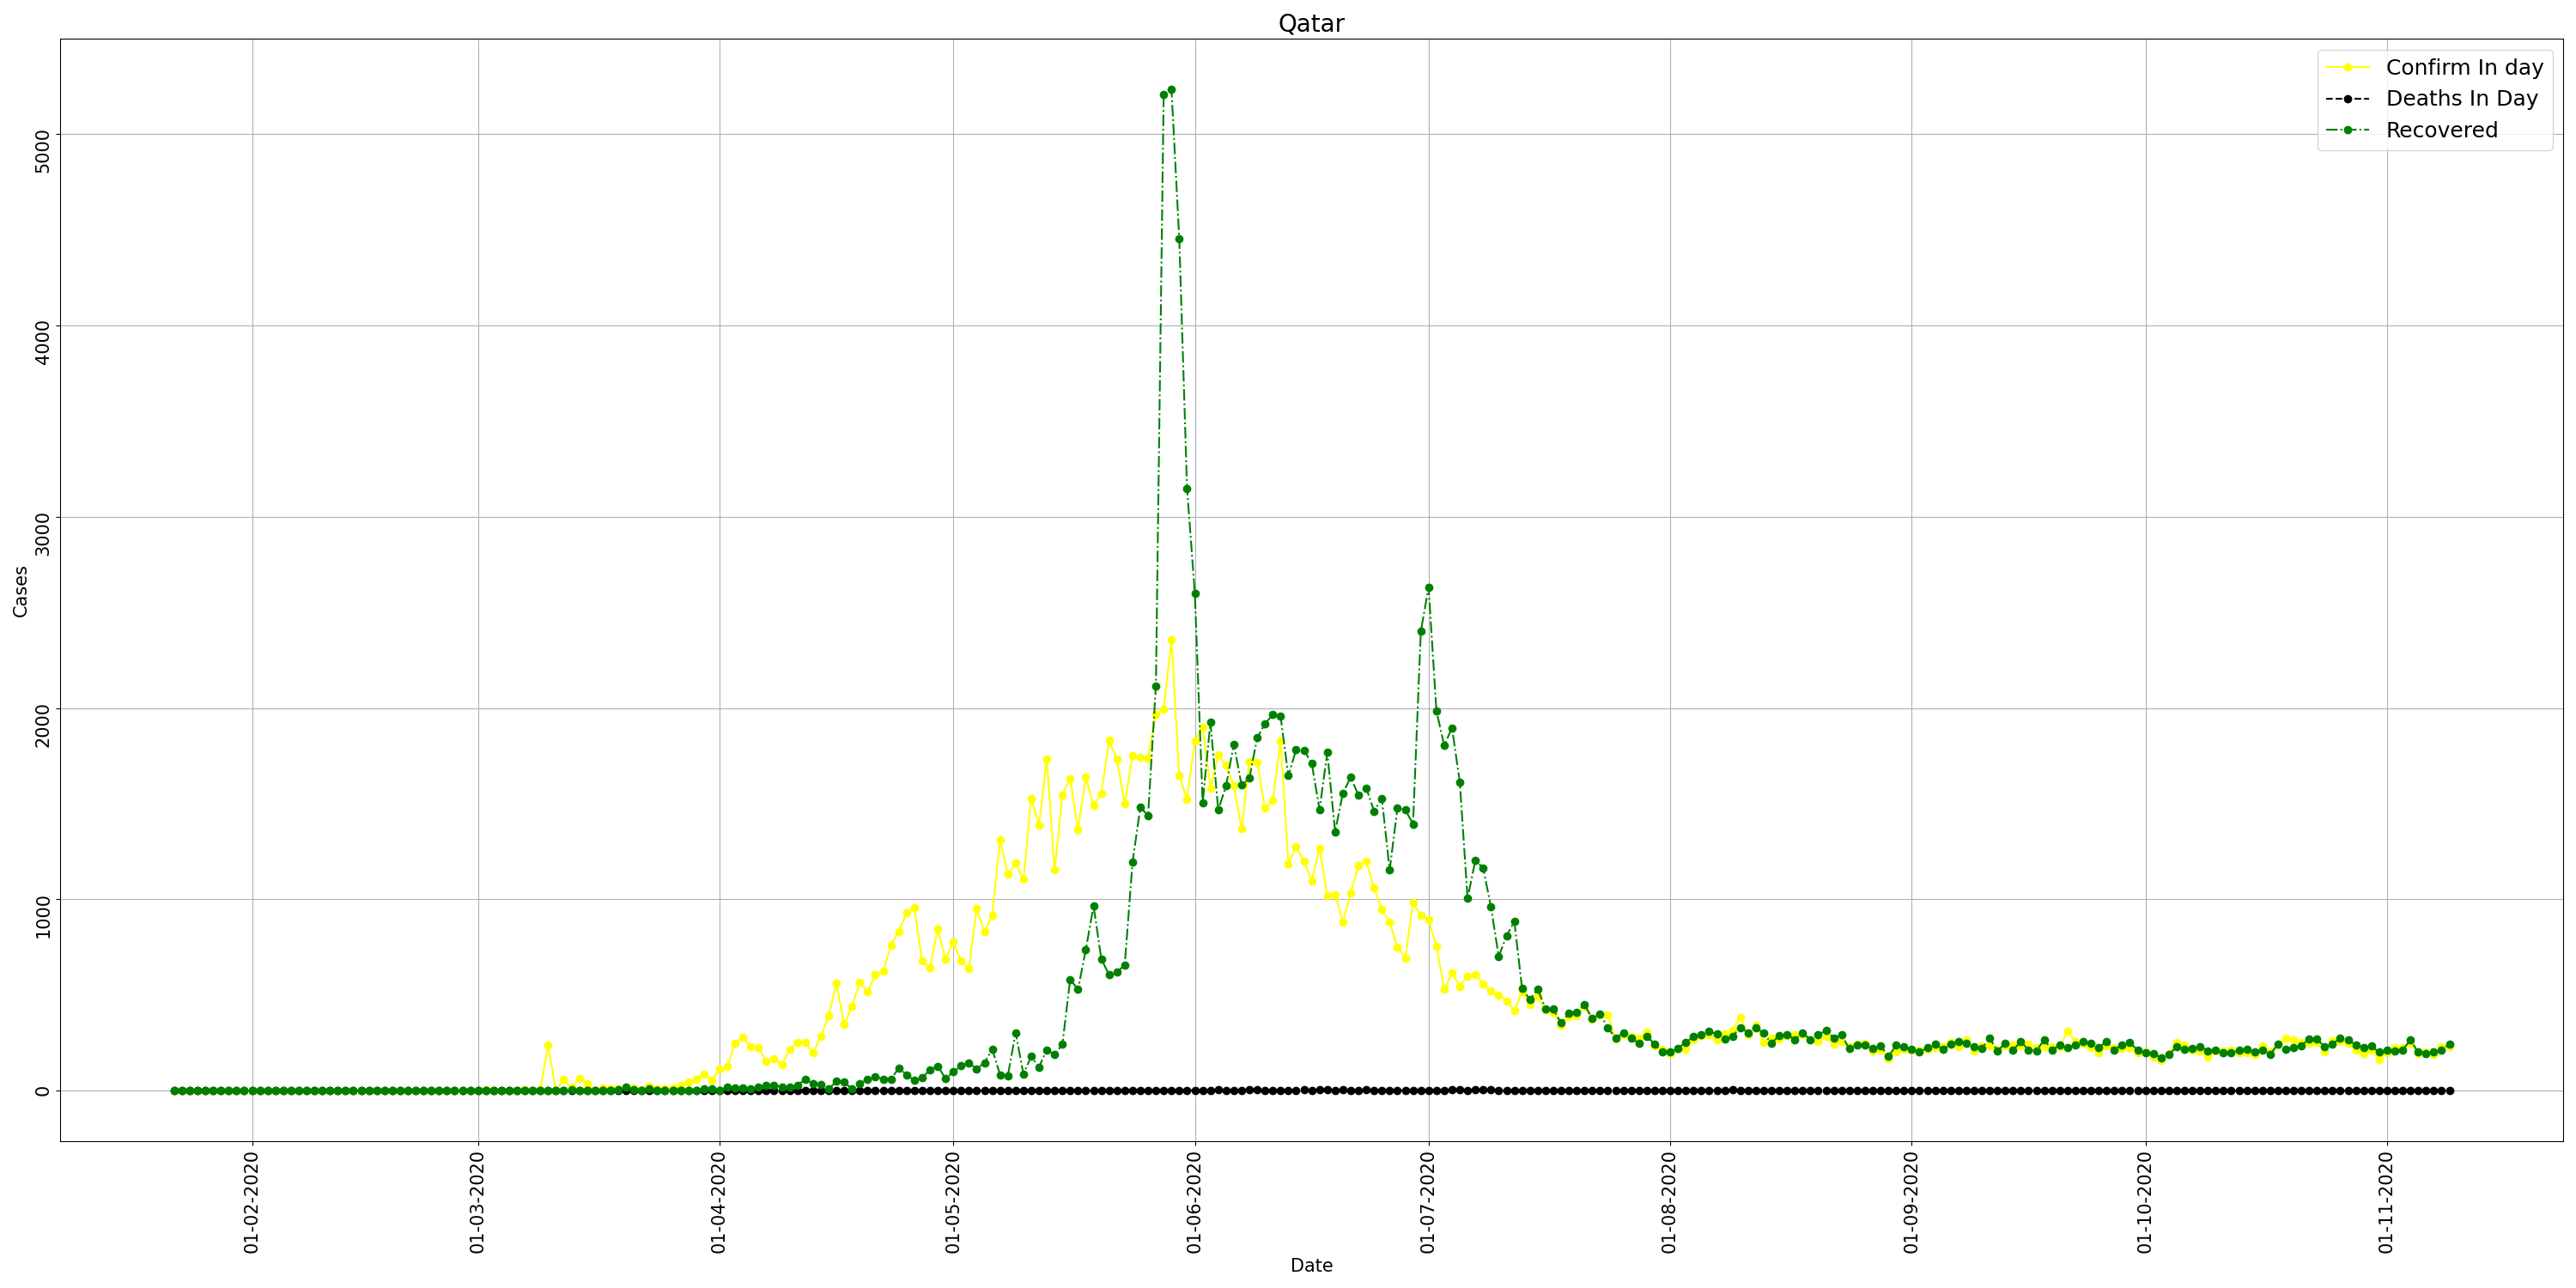 Qatar
Confirm In day
Deaths In Day
Recovered
Cases
5000
4000
3000
2000
1000
0
01-02-2020
01-03-2020
01-04-2020
01-05-2020
01-06-2020
01-07-2020
01-08-2020
01-09-2020
01-10-2020
01-11-2020
Date